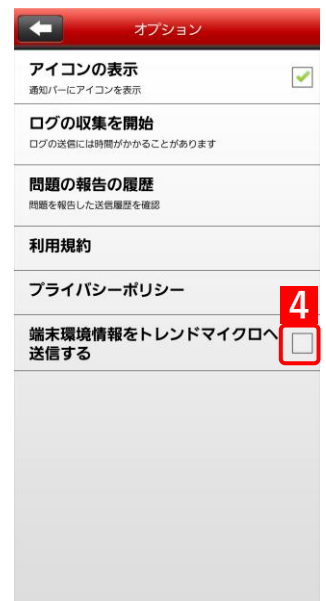 オプション
アイコンの表示
通知バーにアイコンを表示
ログの収集を開始
ログの送信には時間がかかることがあります
問題の報告の履歴
問題を報告した送信履歴を確認
利用規約
プライバシーポリシー
4
端末環境情報をトレンドマイクロへ
送信する